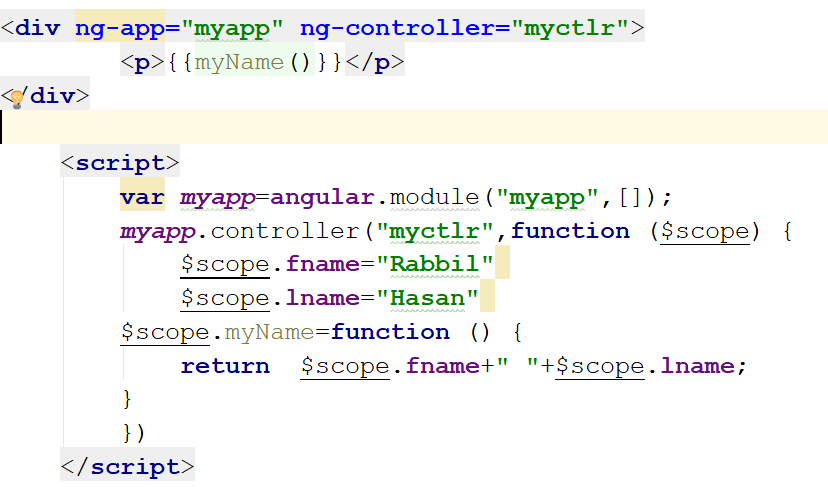 <div ng-app="myapp" ng-controller="myctlr">
<p>{{myName()}}</p>
</div>
<script>
var myapp=angular.module("myapp",[]);
myapp.controller("myctlr",function ($scope) {
$scope.fname="Rabbil"
$scope.lname="Hasan"
$scope.myName=function () {
return $scope.fname+" "+$scope.lname;
}
})
</script>